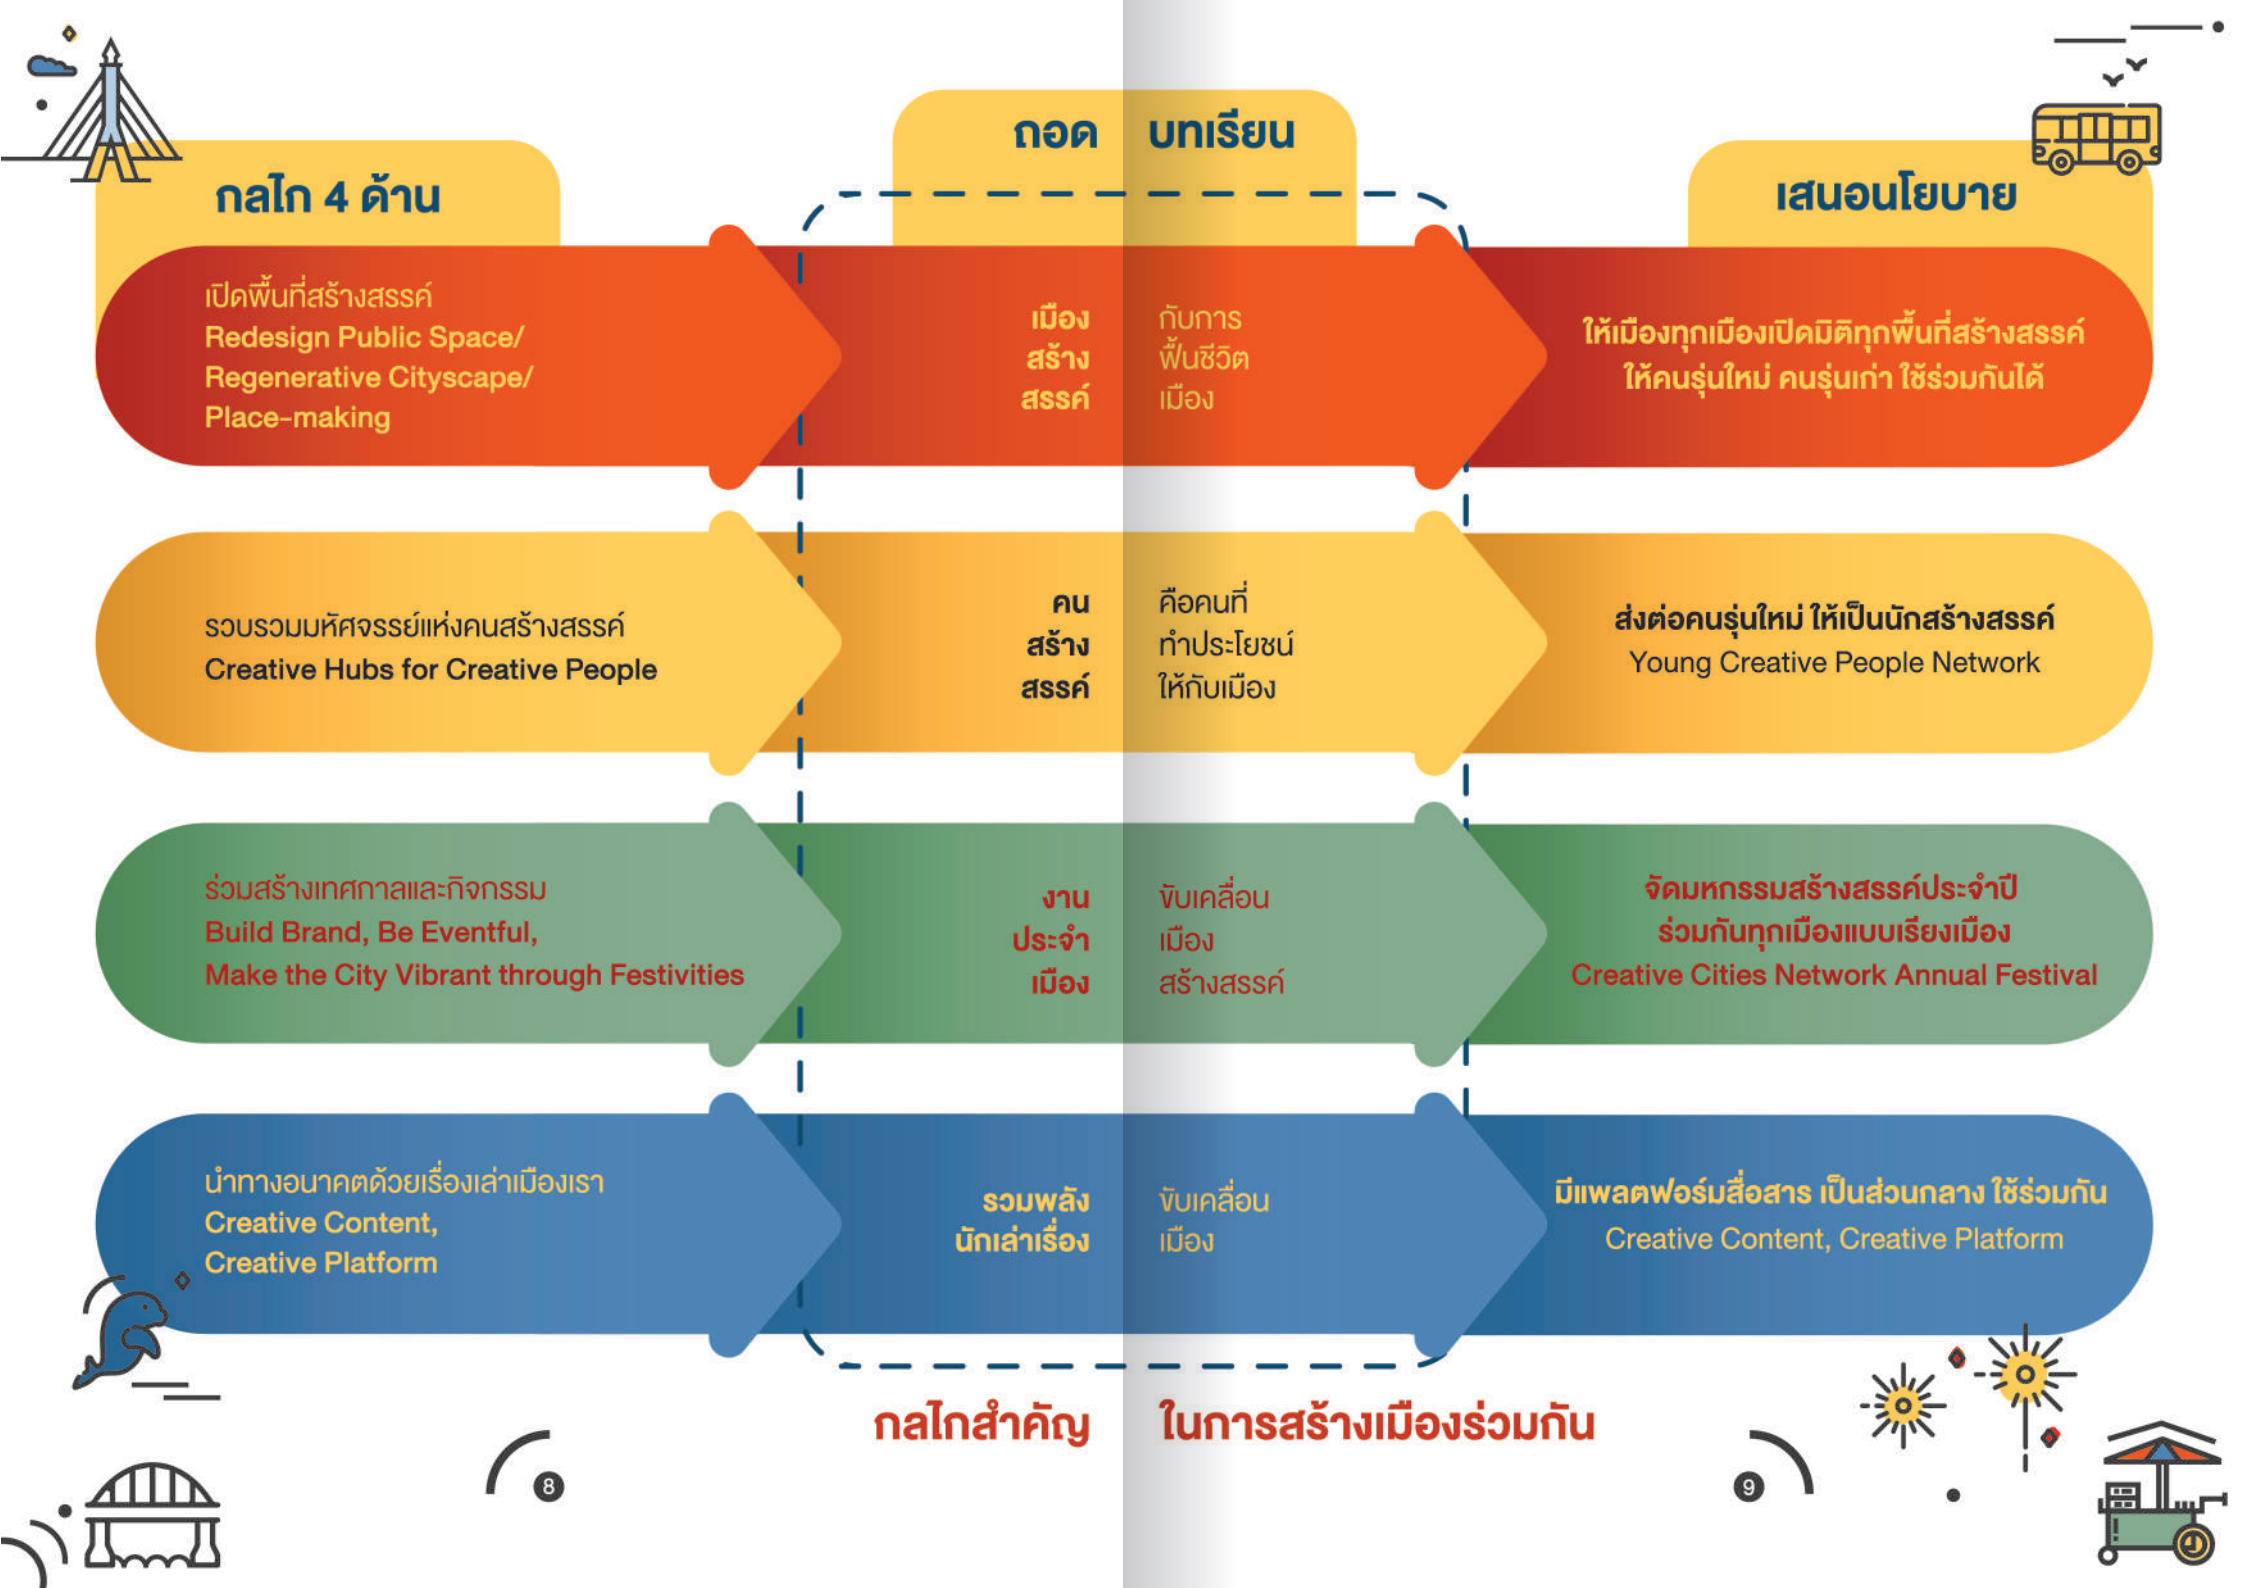 กลไก 4 ด้าน
ถอด บทเรียน
เสนอนโยบาย
เปิดพื้นที่สร้างสรรค์
Redesign Public Space/
Regenerative Cityscape/
Place-making
เมือง กับการ
สร้าง ฟื้นชีวิต
สรรค์ เมือง
ให้เมืองทุกเมืองเปิดมิติทุกพื้นที่สร้างสรรค์
ให้คนรุ่นใหม่ คนรุ่นเก่า ใช้ร่วมกันได้
รวบรวมมหัศจรรย์แห่งคนสร้างสรรค์
Creative Hubs for Creative People
คน คือคนที่
สร้าง ทำประโยชน์
สรรค์ ให้กับเมือง
ส่งต่อคนรุ่นใหม่ ให้เป็นนักสร้างสรรค์
Young Creative People Network
ร่วมสร้างเทศกาลและกิจกรรม
Build Brand, Be Eventful,
Make the City Vibrant through Festivities
งาน ขับเคลื่อน
ประจำ เมือง
เมือง สร้างสรรค์
จัดมหกรรมสร้างสรรค์ประจำปี
ร่วมกันทุกเมืองแบบเรียงเมือง
Creative Cities Network Annual Festival
นำทางอนาคตด้วยเรื่องเล่าเมืองเรา
Creative Content,
Creative Platform
รวมพลัง ขับเคลื่อน
นักเล่าเรื่อง เมือง
มีแพลตฟอร์มสื่อสาร เป็นส่วนกลาง ใช้ร่วมกัน
Creative Content, Creative Platform
กลไกสำคัญ ในการสร้างเมืองร่วมกัน
8
9